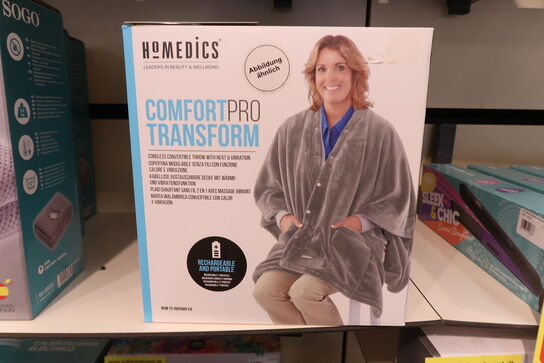 SOGO
HoMEDICS
LEADERS IN BEAUTY & WELLBEING
Abbildung
ähnlich
COMFORTPRO
TRANSFORM
CORDLESS CONVERTIBLE THROW WITH HEAT & VIBRATION
COPERTINA MODULABILE SENZA FILI CON FUNZIONE
CALORE E VIBRAZIONE
KABELLOSE AUSTAUSCHBARE DECKE MIT WÄRME-
UND VIBRATIONSFUNKTION
PLAID CHAUFFANT SANS FIL 2 EN 1 AVEC MASSAGE VIBRANT
MANTA INALÁMBRICA CONVERTIBLE CON CALOR
Y VIBRACIÓN
RECHARGEABLE
AND PORTABLE
SLEEK
& CHIC
CALIENTACAMAS
ELÉCTRICO